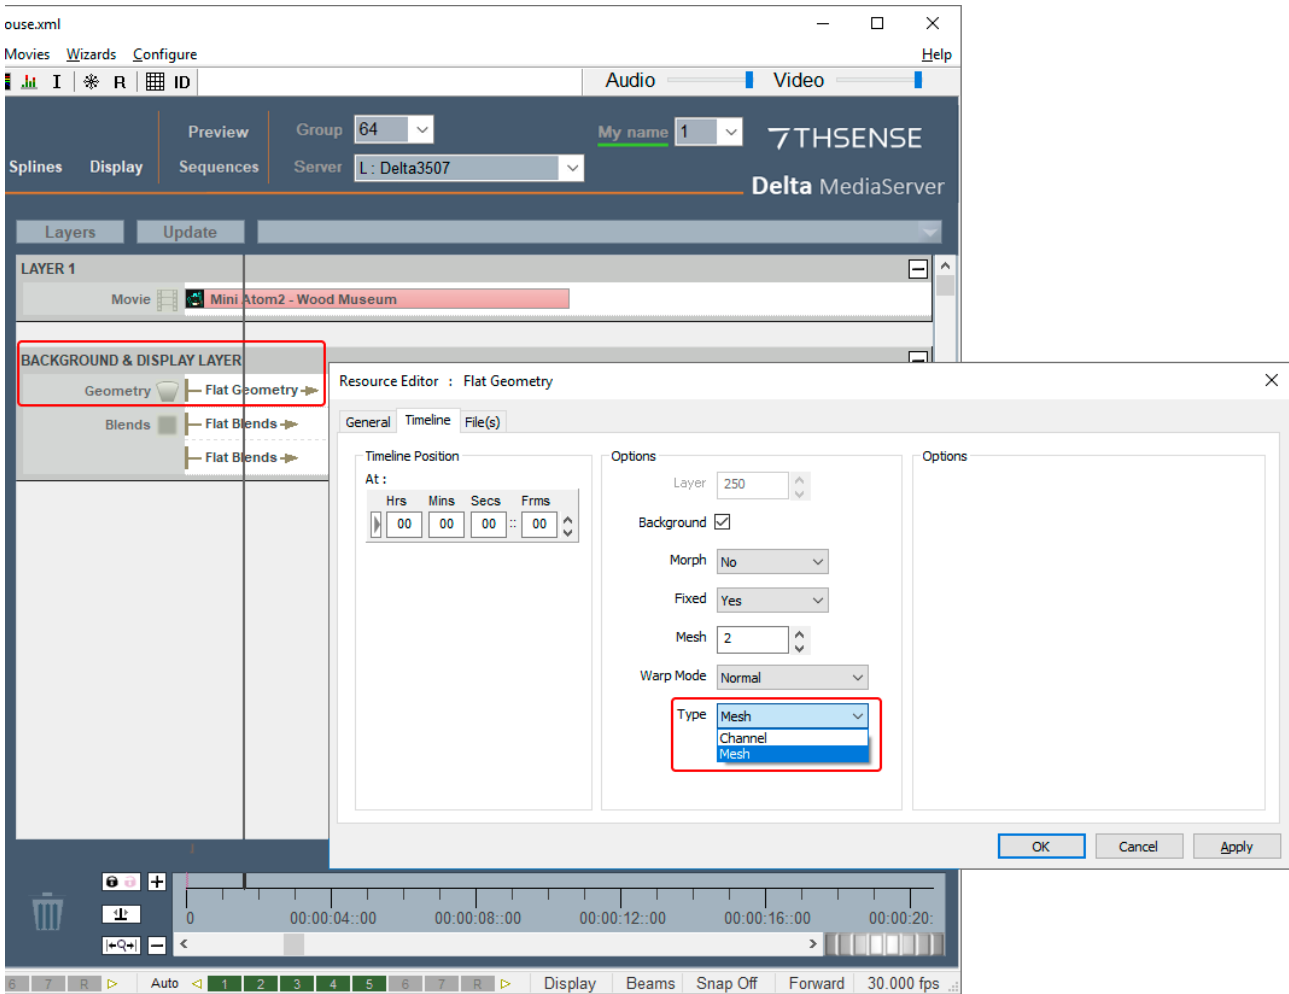 ouse.xml
Movies Wizards Configure Help
I R ID Audio Video
Preview Group 64 My name 1 7THSENSE
Splines Display Sequences Server L : Delta3507
Delta MediaServer
Layers Update
LAYER 1
Movie Mini Atom2 - Wood Museum
BACKGROUND & DISPLAY LAYER
Geometry Flat Geometry
Blends Flat Blends
Flat Blends
Resource Editor : Flat Geometry
General Timeline File(s)
Timeline Position
At :
Hrs Mins Secs Frms
00 00 00 :: 00
Options
Layer 250
Background
Morph No
Fixed Yes
Mesh 2
Warp Mode Normal
Type Mesh
Channel
Mesh
Options
OK Cancel Apply
0 00:00:04::00 00:00:08::00 00:00:12::00 00:00:16::00 00:00:20:
6 7 R Auto 1 2 3 4 5 6 7 R Display Beams Snap Off Forward 30.000 fps